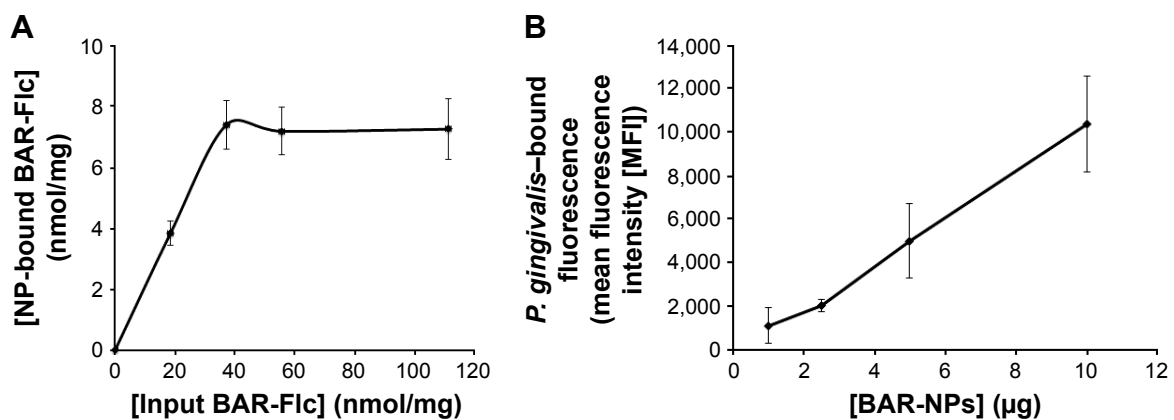 A
10
8
6
4
2
0
0 20 40 60 80 100 120
[NP-bound BAR-Flc]
(nmol/mg)
[Input BAR-Flc] (nmol/mg)
B
14,000
12,000
10,000
8,000
6,000
4,000
2,000
0
0 2 4 6 8 10 12
P. gingivalis–bound
fluorescence
(mean fluorescence
intensity [MFI])
[BAR-NPs] (µg)